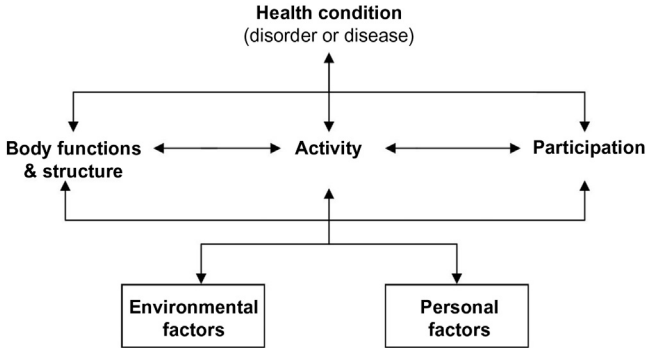 Health condition
(disorder or disease)
Body functions
& structure
Activity
Participation
Environmental
factors
Personal
factors